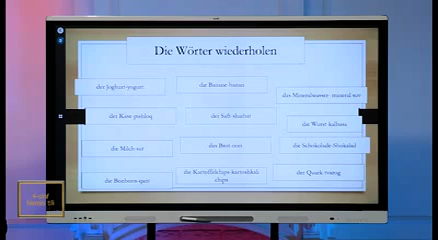 Die Wörter wiederholen
der Joghurt-yogurt
die Banane-banan
das Mineralwasser- mineral suv
der Käse-pishloq
der Saft-sharbat
die Wurst-kalbasa
die Milch-sut
das Brot-non
die Schokolade-Shokolad
die Bonbons-qant
die Kartoffelchips-kartoshkali
chips
der Quark-tvorog